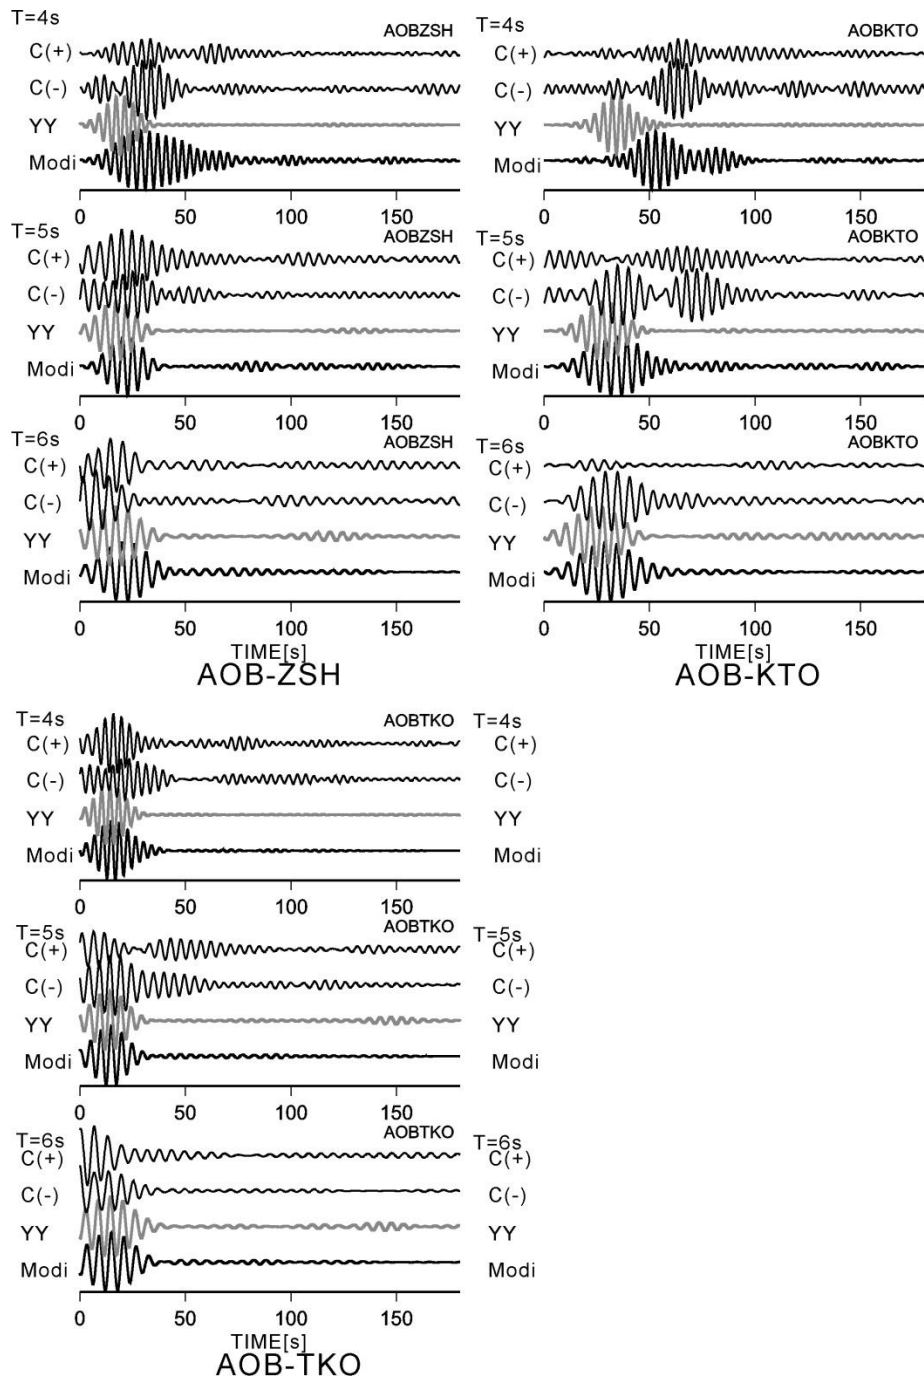 T=4s
AOBZSH
C(+)
C(-)
YY
Modi
0 50 100 150
T=5s
AOBZSH
C(+)
C(-)
YY
Modi
0 50 100 150
T=6s
AOBZSH
C(+)
C(-)
YY
Modi
0 50 100 150
TIME[s]
AOB-ZSH
T=4s
AOBKTO
C(+)
C(-)
YY
Modi
0 50 100 150
T=5s
AOBKTO
C(+)
C(-)
YY
Modi
0 50 100 150
T=6s
AOBKTO
C(+)
C(-)
YY
Modi
0 50 100 150
TIME[s]
AOB-KTO
T=4s
AOBTKO
C(+)
C(-)
YY
Modi
0 50 100 150
T=5s
AOBTKO
C(+)
C(-)
YY
Modi
0 50 100 150
T=6s
AOBTKO
C(+)
C(-)
YY
Modi
0 50 100 150
TIME[s]
AOB-TKO
T=4s
C(+)
C(-)
YY
Modi
T=5s
C(+)
C(-)
YY
Modi
T=6s
C(+)
C(-)
YY
Modi